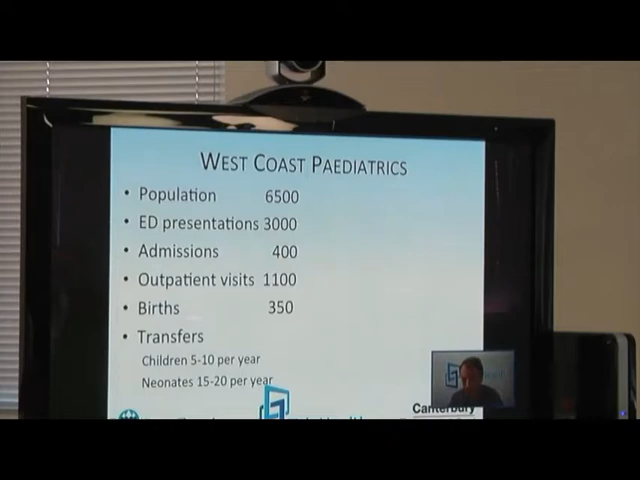 WEST COAST PAEDIATRICS
• Population 6500
• ED presentations 3000
• Admissions 400
• Outpatient visits 1100
• Births 350
• Transfers
Children 5-10 per year
Neonates 15-20 per year
Canterbury